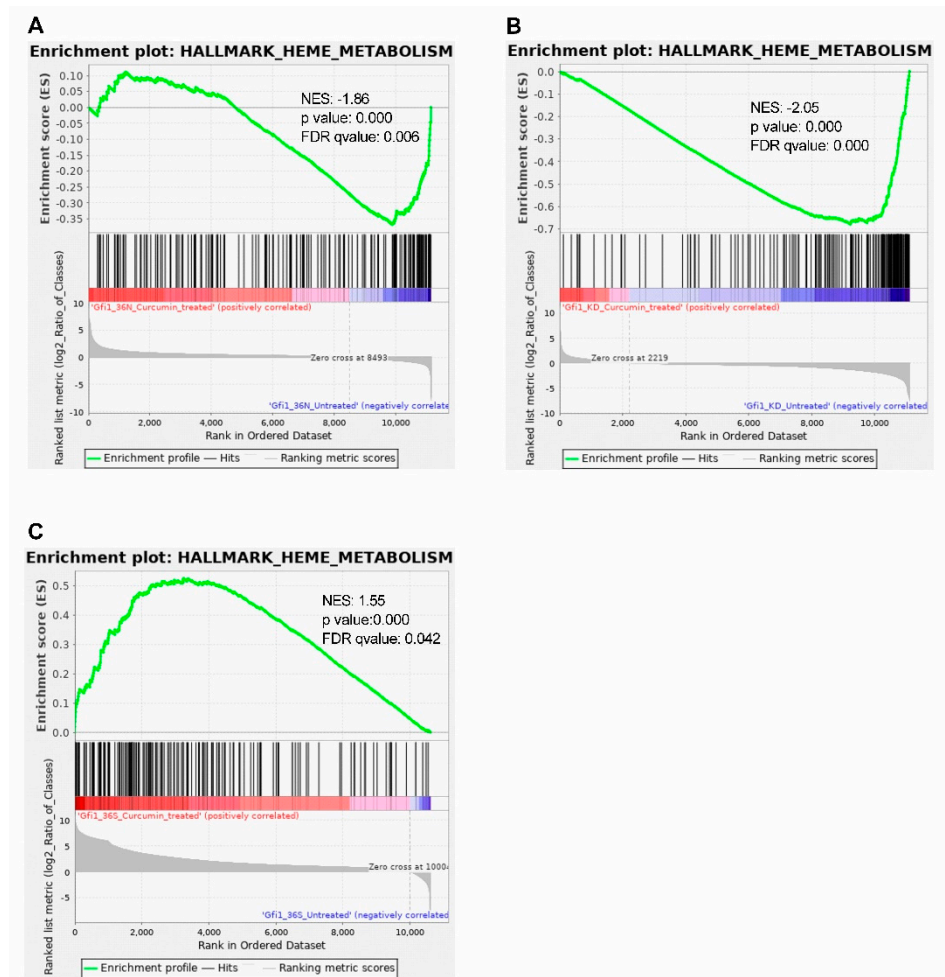 A
Enrichment plot: HALLMARK_HEME_METABOLISM
Enrichment score (ES)
0.10
0.05
0.00
-0.05
-0.10
-0.15
-0.20
-0.25
-0.30
-0.35
NES: -1.86
p value: 0.000
FDR qvalue: 0.006
Ranked list metric (log2_Ratio_of_Classes)
'Gfi1_36N_Curcumin_treated' (positively correlated)
10
5
0
-5
-10
Zero cross at 8493
'Gfi1_36N_Untreated' (negatively correlate
0 2,000 4,000 6,000 8,000 10,000
Rank in Ordered Dataset
Enrichment profile Hits Ranking metric scores
B
Enrichment plot: HALLMARK_HEME_METABOLISM
Enrichment score (ES)
0.0
-0.1
-0.2
-0.3
-0.4
-0.5
-0.6
-0.7
NES: -2.05
p value: 0.000
FDR qvalue: 0.000
Ranked list metric (log2_Ratio_of_Classes)
'Gfi1_KD_Curcumin_treated' (positively correlated)
10
5
0
-5
-10
Zero cross at 2219
'Gfi1_KD_Untreated' (negatively correlated
0 2,000 4,000 6,000 8,000 10,000
Rank in Ordered Dataset
Enrichment profile Hits Ranking metric scores
C
Enrichment plot: HALLMARK_HEME_METABOLISM
Enrichment score (ES)
0.5
0.4
0.3
0.2
0.1
0.0
NES: 1.55
p value:0.000
FDR qvalue: 0.042
Ranked list metric (log2_Ratio_of_Classes)
'Gfi1_36S_Curcumin_treated' (positively correlated)
10
5
0
-5
Zero cross at 1000
'Gfi1_36S_Untreated' (negatively correlated
0 2,000 4,000 6,000 8,000 10,000
Rank in Ordered Dataset
Enrichment profile Hits Ranking metric scores